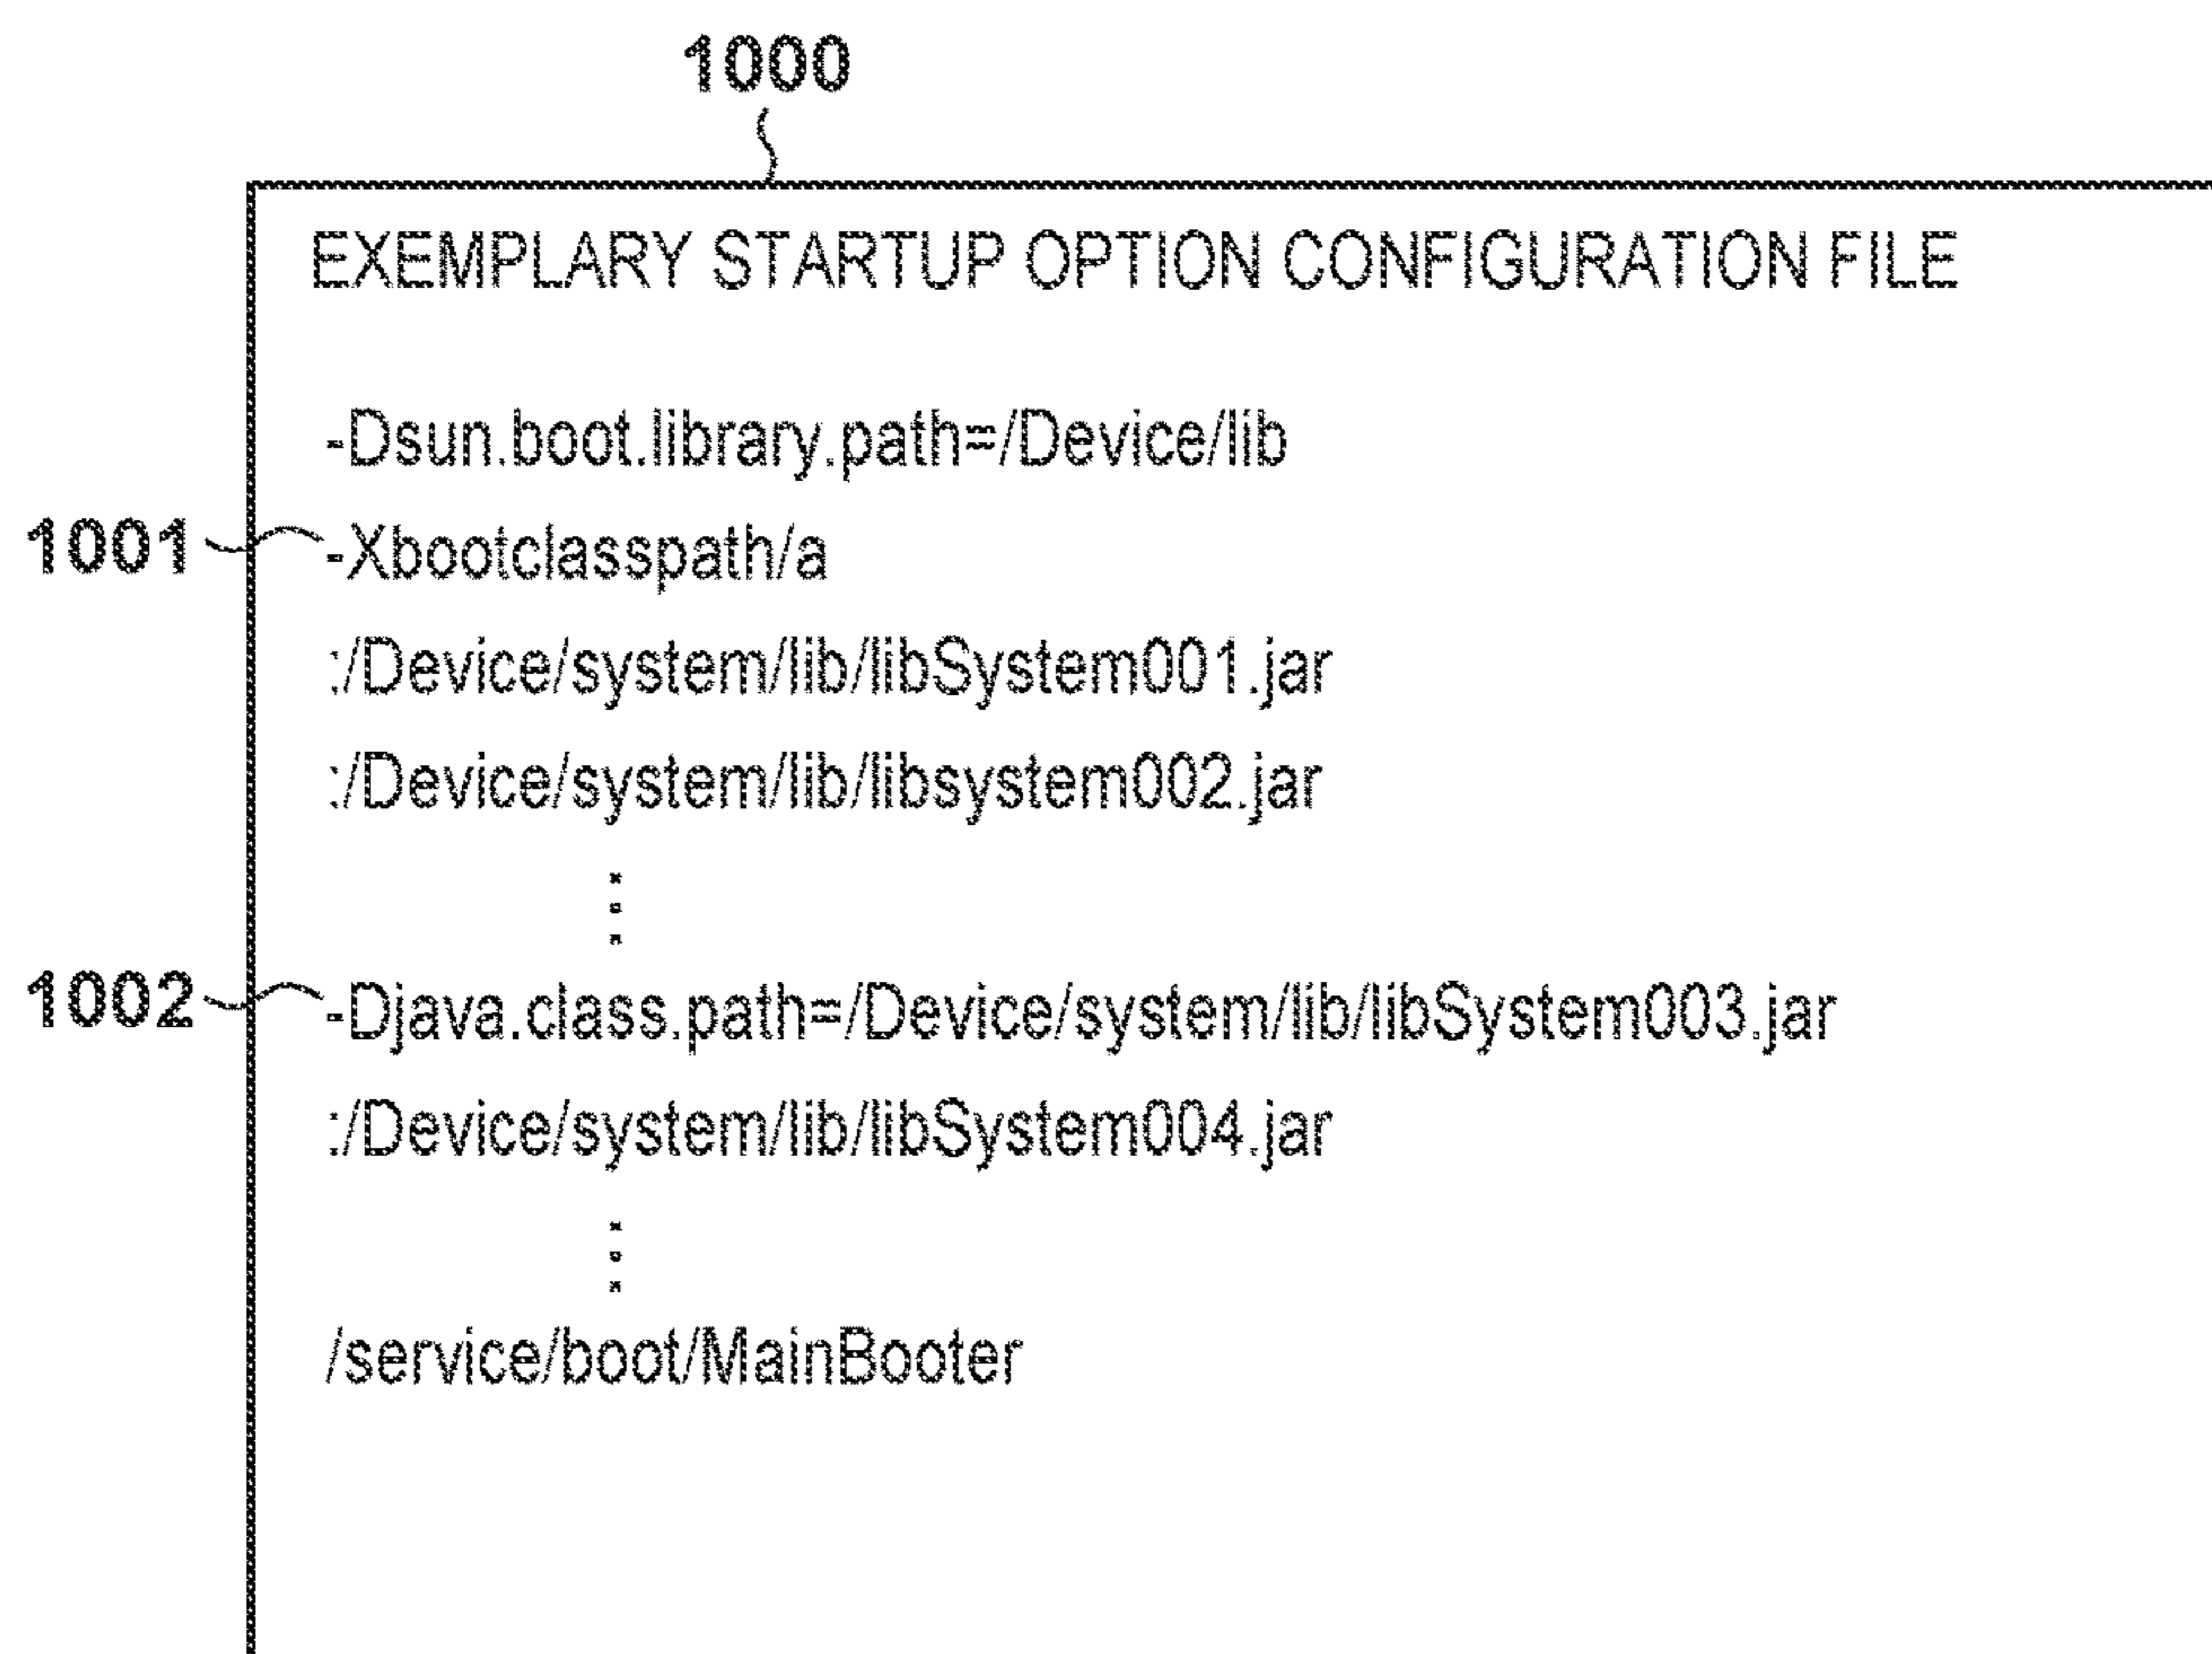 1000
EXEMPLARY STARTUP OPTION CONFIGURATION FILE
-Dsun.boot.library.path=/Device/lib
1001 -Xbootclasspath/a
:/Device/system/lib/libSystem001.jar
:/Device/system/lib/libsystem002.jar
⋮
1002 -Djava.class.path=/Device/system/lib/libSystem003.jar
:/Device/system/lib/libSystem004.jar
⋮
/service/boot/MainBooter